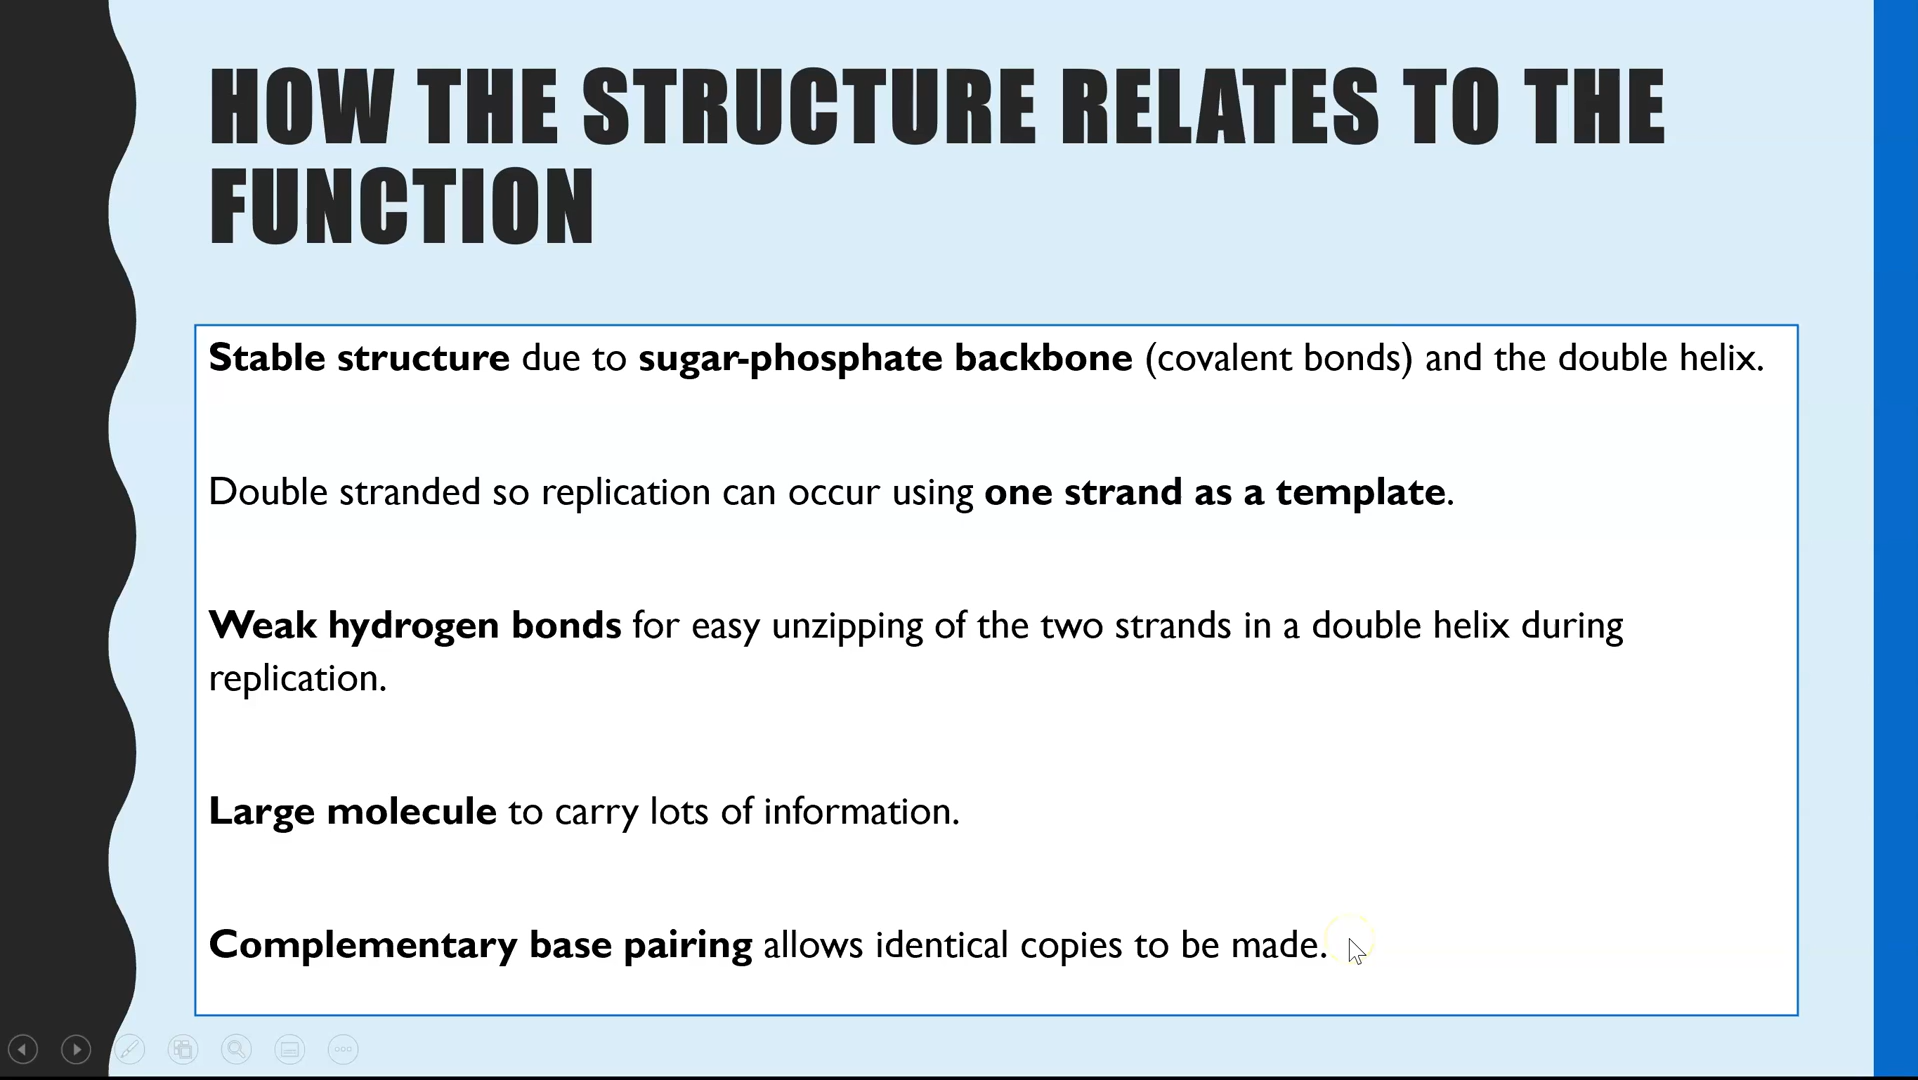 HOW THE STRUCTURE RELATES TO THE
FUNCTION
Stable structure due to sugar-phosphate backbone (covalent bonds) and the double helix.
Double stranded so replication can occur using one strand as a template.
Weak hydrogen bonds for easy unzipping of the two strands in a double helix during
replication.
Large molecule to carry lots of information.
Complementary base pairing allows identical copies to be made.